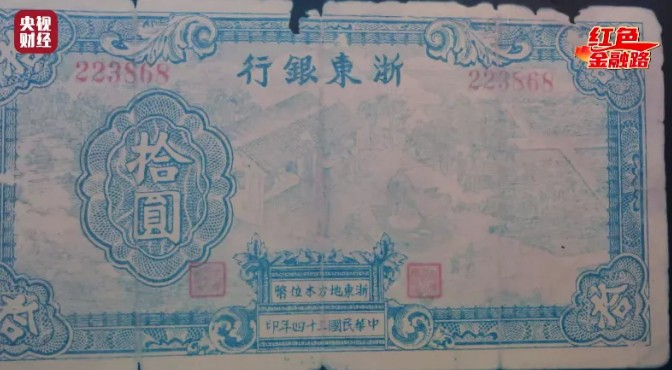 央视
财经
红色
金融路
行銀東浙
223868
223868
拾
圓
幣位本方地東浙
印年四十三國民華中
拾
拾